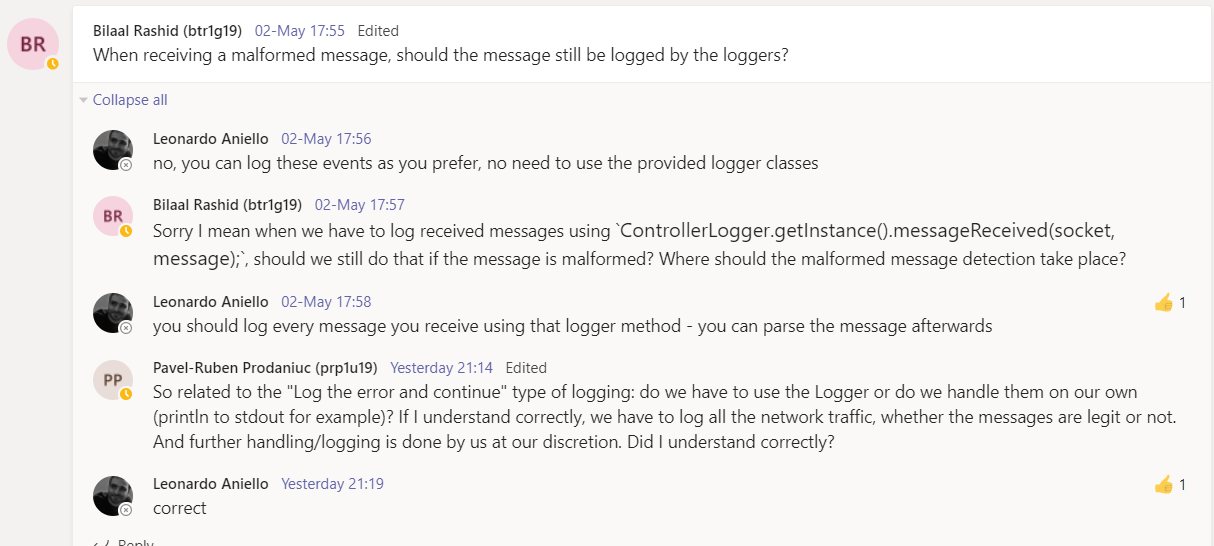 BR
Bilaal Rashid (btr1g19) 02-May 17:55 Edited
When receiving a malformed message, should the message still be logged by the loggers?
Collapse all
Leonardo Aniello 02-May 17:56
no, you can log these events as you prefer, no need to use the provided logger classes
BR
Bilaal Rashid (btr1g19) 02-May 17:57
Sorry I mean when we have to log received messages using `ControllerLogger.getInstance().messageReceived(socket,
message);`, should we still do that if the message is malformed? Where should the malformed message detection take place?
Leonardo Aniello 02-May 17:58
1
you should log every message you receive using that logger method - you can parse the message afterwards
PP
Pavel-Ruben Prodaniuc (prp1u19) Yesterday 21:14 Edited
So related to the "Log the error and continue" type of logging: do we have to use the Logger or do we handle them on our own
(println to stdout for example)? If I understand correctly, we have to log all the network traffic, whether the messages are legit or not.
And further handling/logging is done by us at our discretion. Did I understand correctly?
Leonardo Aniello Yesterday 21:19
1
correct
Reply